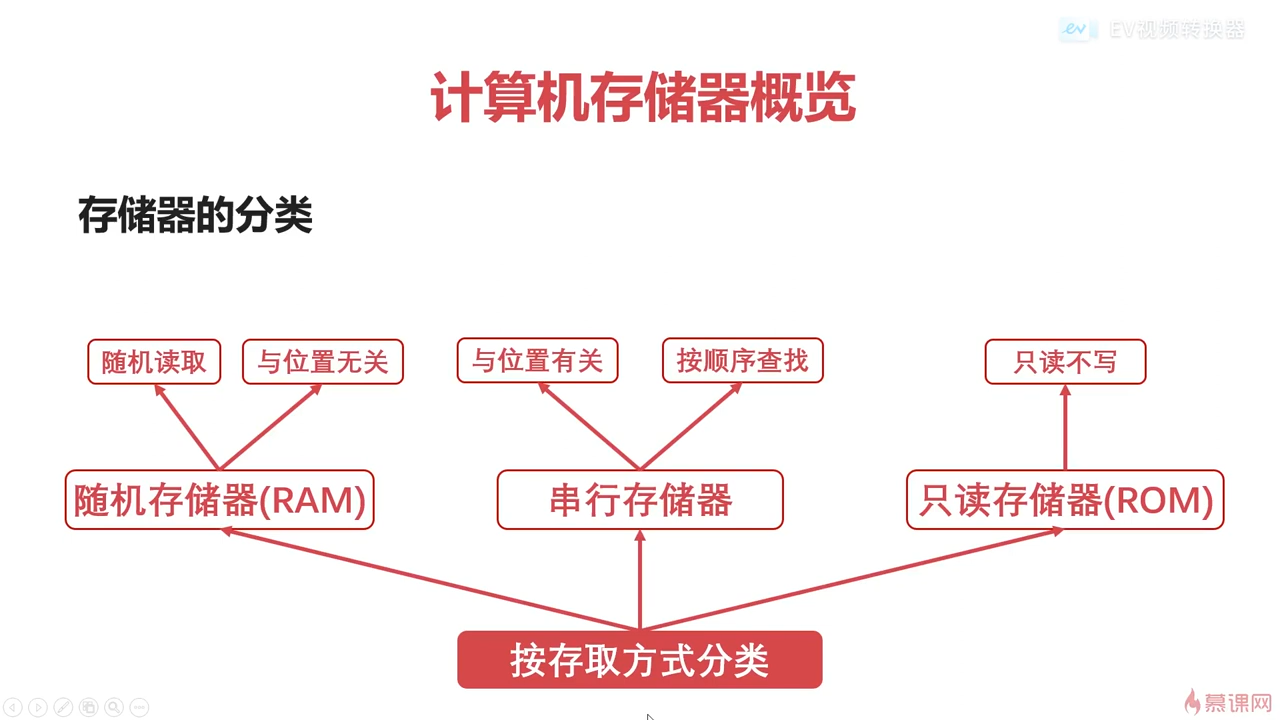 EV视频转换器
计算机存储器概览
存储器的分类
随机读取
与位置无关
与位置有关
按顺序查找
只读不写
随机存储器(RAM)
串行存储器
只读存储器(ROM)
按存取方式分类
慕课网